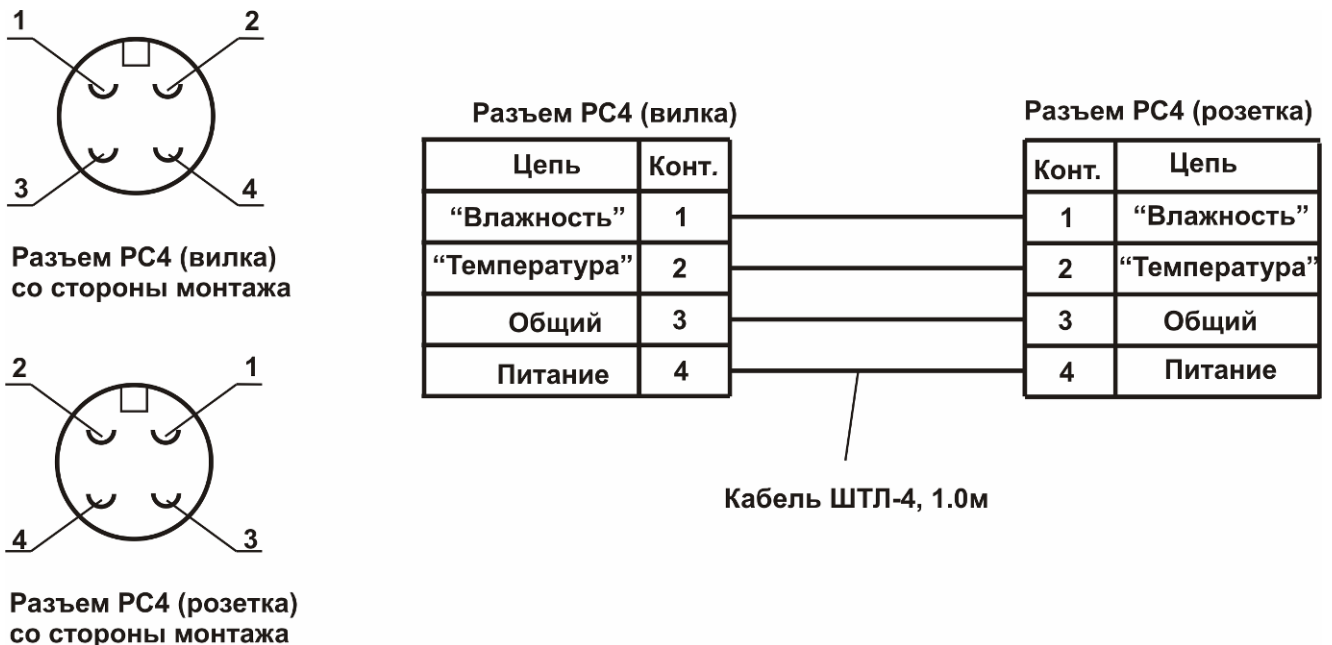 1 2
3 4
Разъем РС4 (вилка)
со стороны монтажа
2 1
4 3
Разъем РС4 (розетка)
со стороны монтажа
Разъем РС4 (вилка)
Цепь Конт.
“Влажность” 1
“Температура” 2
Общий 3
Питание 4
Разъем РС4 (розетка)
Конт. Цепь
1 “Влажность”
2 “Температура”
3 Общий
4 Питание
Кабель ШТЛ-4, 1.0м